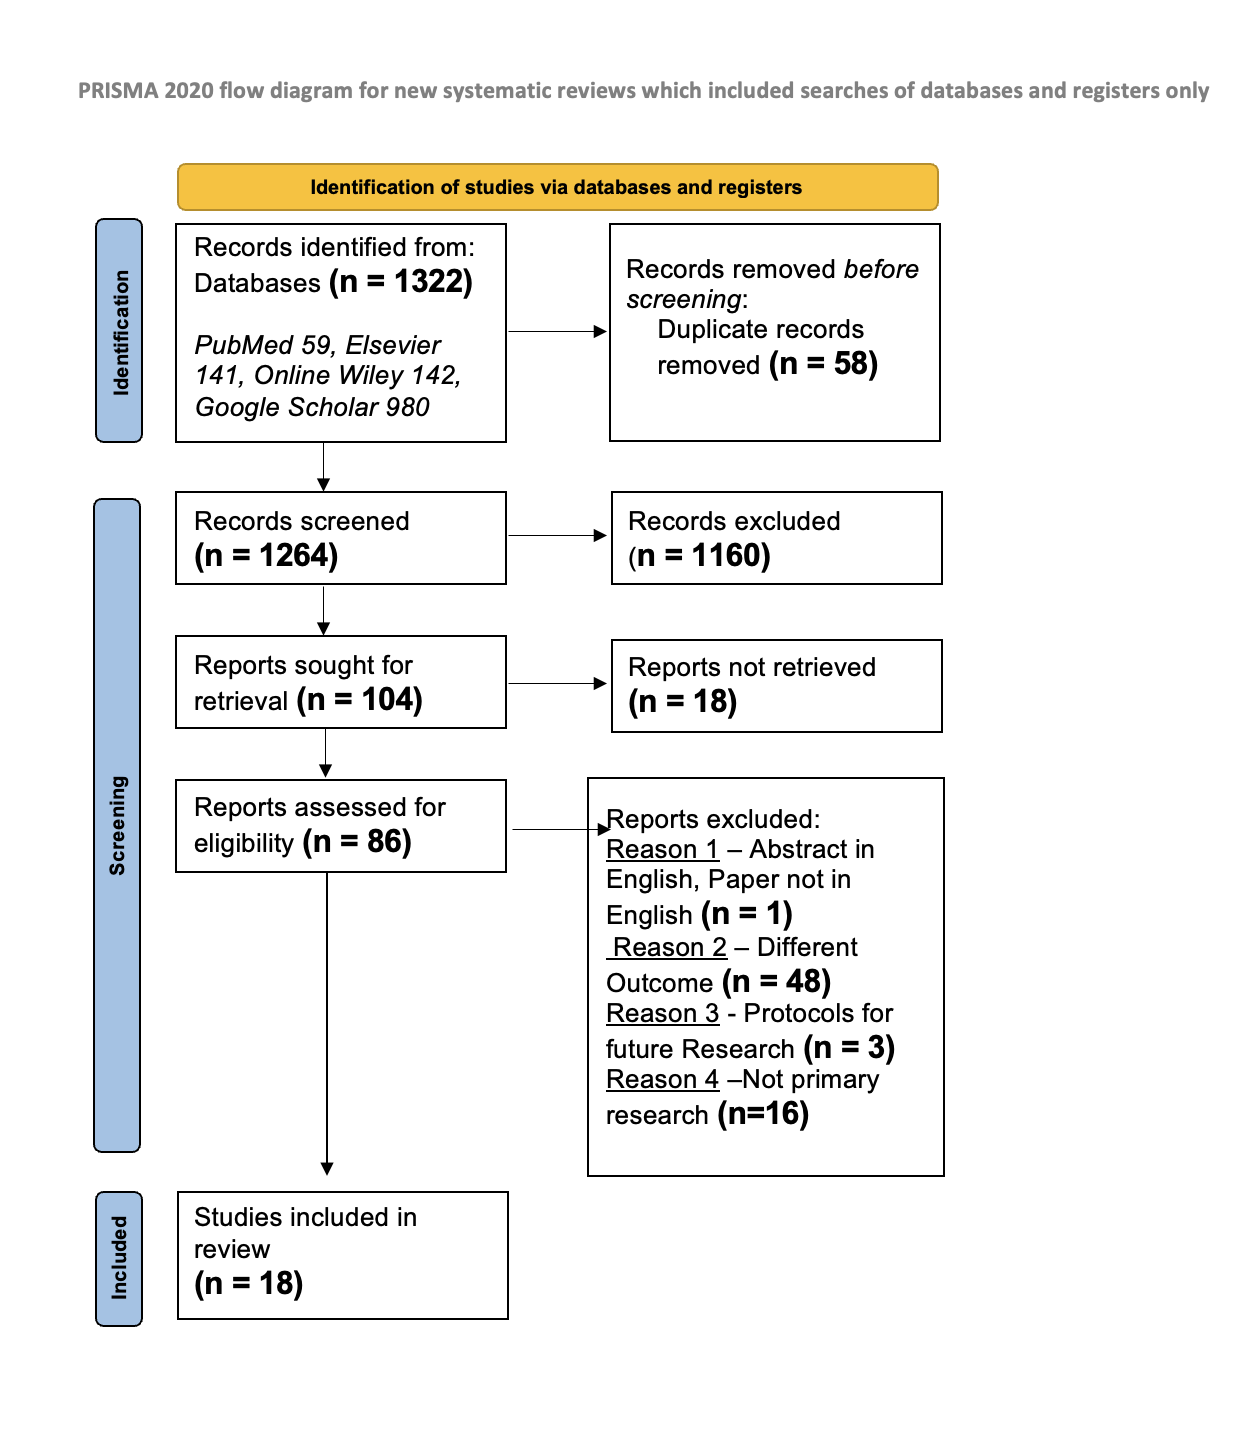 PRISMA 2020 flow diagram for new systematic reviews which included searches of databases and registers only
Identification of studies via databases and registers
Identification
Records identified from:
Databases (n = 1322)
PubMed 59, Elsevier
141, Online Wiley 142,
Google Scholar 980
Records removed before
screening:
Duplicate records
removed (n = 58)
Screening
Records screened
(n = 1264)
Records excluded
(n = 1160)
Reports sought for
retrieval (n = 104)
Reports not retrieved
(n = 18)
Reports assessed for
eligibility (n = 86)
Reports excluded:
Reason 1 – Abstract in
English, Paper not in
English (n = 1)
Reason 2 – Different
Outcome (n = 48)
Reason 3 - Protocols for
future Research (n = 3)
Reason 4 –Not primary
research (n=16)
Included
Studies included in
review
(n = 18)